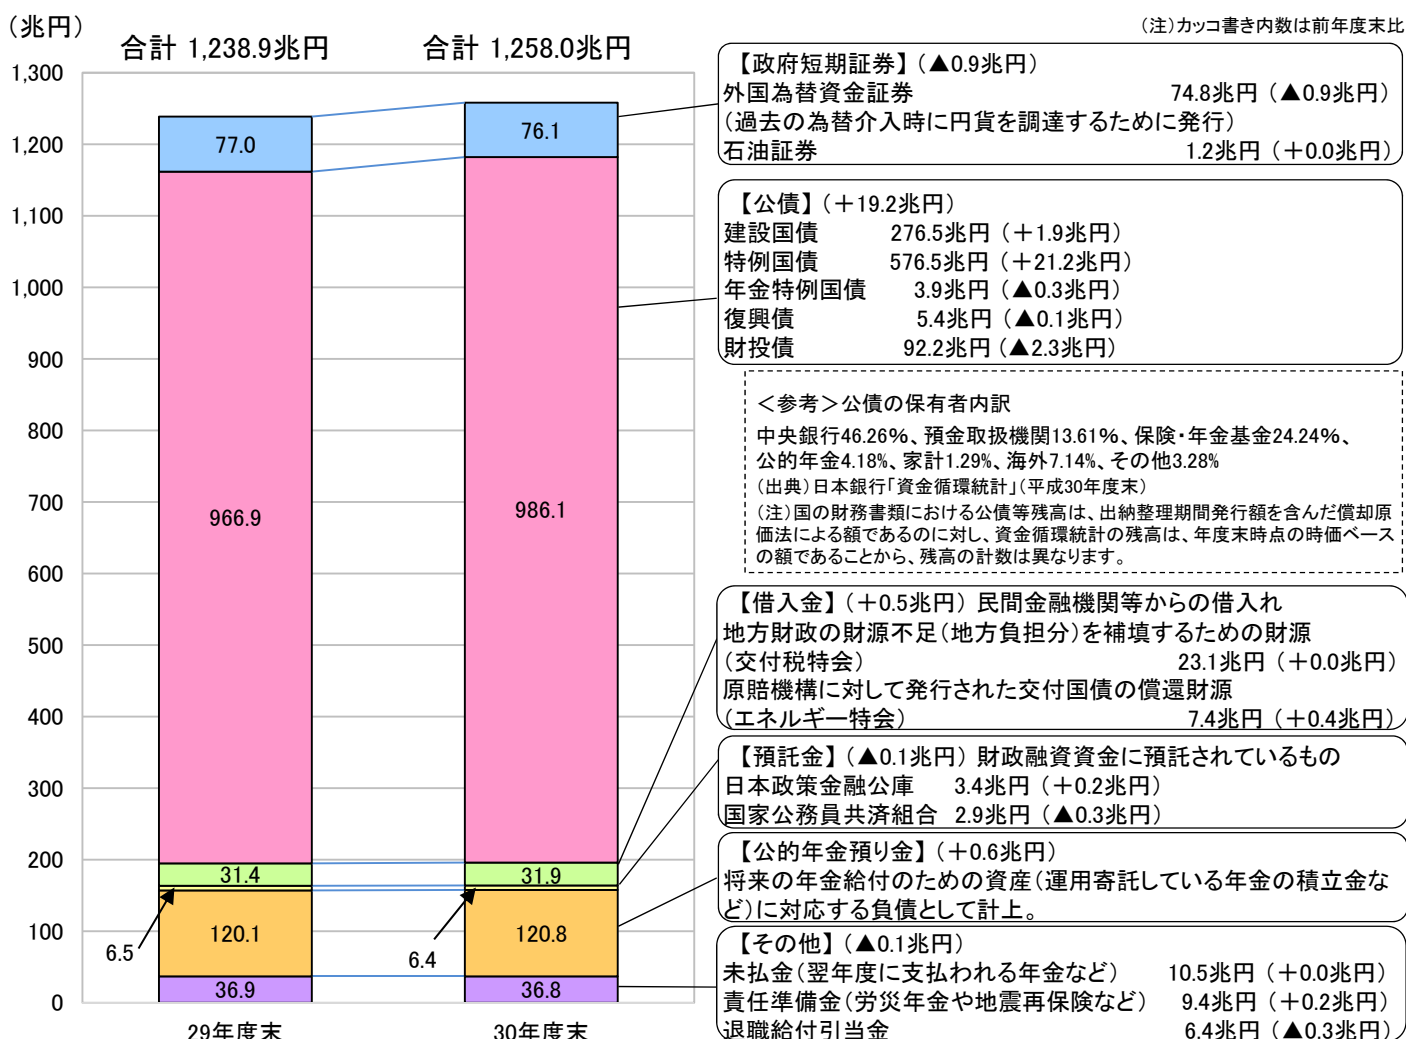 （兆円）
（注）カッコ書き内数は前年度末比
合計 1,238.9兆円
合計 1,258.0兆円
1,300
1,200
1,100
1,000
900
800
700
600
500
400
300
200
100
0
77.0
966.9
31.4
6.5
120.1
36.9
29年度末
76.1
986.1
31.9
6.4
120.8
36.8
30年度末
【政府短期証券】（▲0.9兆円）
外国為替資金証券 74.8兆円（▲0.9兆円）
（過去の為替介入時に円貨を調達するために発行）
石油証券 1.2兆円（＋0.0兆円）
【公債】（＋19.2兆円）
建設国債 276.5兆円（＋1.9兆円）
特例国債 576.5兆円（＋21.2兆円）
年金特例国債 3.9兆円（▲0.3兆円）
復興債 5.4兆円（▲0.1兆円）
財投債 92.2兆円（▲2.3兆円）
＜参考＞公債の保有者内訳
中央銀行46.26％、預金取扱機関13.61％、保険・年金基金24.24％、
公的年金4.18%、家計1.29%、海外7.14%、その他3.28%
（出典）日本銀行「資金循環統計」（平成30年度末）
（注）国の財務書類における公債等残高は、出納整理期間発行額を含んだ償却原
価法による額であるのに対し、資金循環統計の残高は、年度末時点の時価ベース
の額であることから、残高の計数は異なります。
【借入金】（＋0.5兆円） 民間金融機関等からの借入れ
地方財政の財源不足（地方負担分）を補填するための財源
（交付税特会） 23.1兆円（＋0.0兆円）
原賠機構に対して発行された交付国債の償還財源
（エネルギー特会） 7.4兆円（＋0.4兆円）
【預託金】（▲0.1兆円） 財政融資資金に預託されているもの
日本政策金融公庫 3.4兆円（＋0.2兆円）
国家公務員共済組合 2.9兆円（▲0.3兆円）
【公的年金預り金】（＋0.6兆円）
将来の年金給付のための資産（運用寄託している年金の積立金な
ど）に対応する負債として計上。
【その他】（▲0.1兆円）
未払金（翌年度に支払われる年金など） 10.5兆円（＋0.0兆円）
責任準備金（労災年金や地震再保険など） 9.4兆円（＋0.2兆円）
退職給付引当金 6.4兆円（▲0.3兆円）